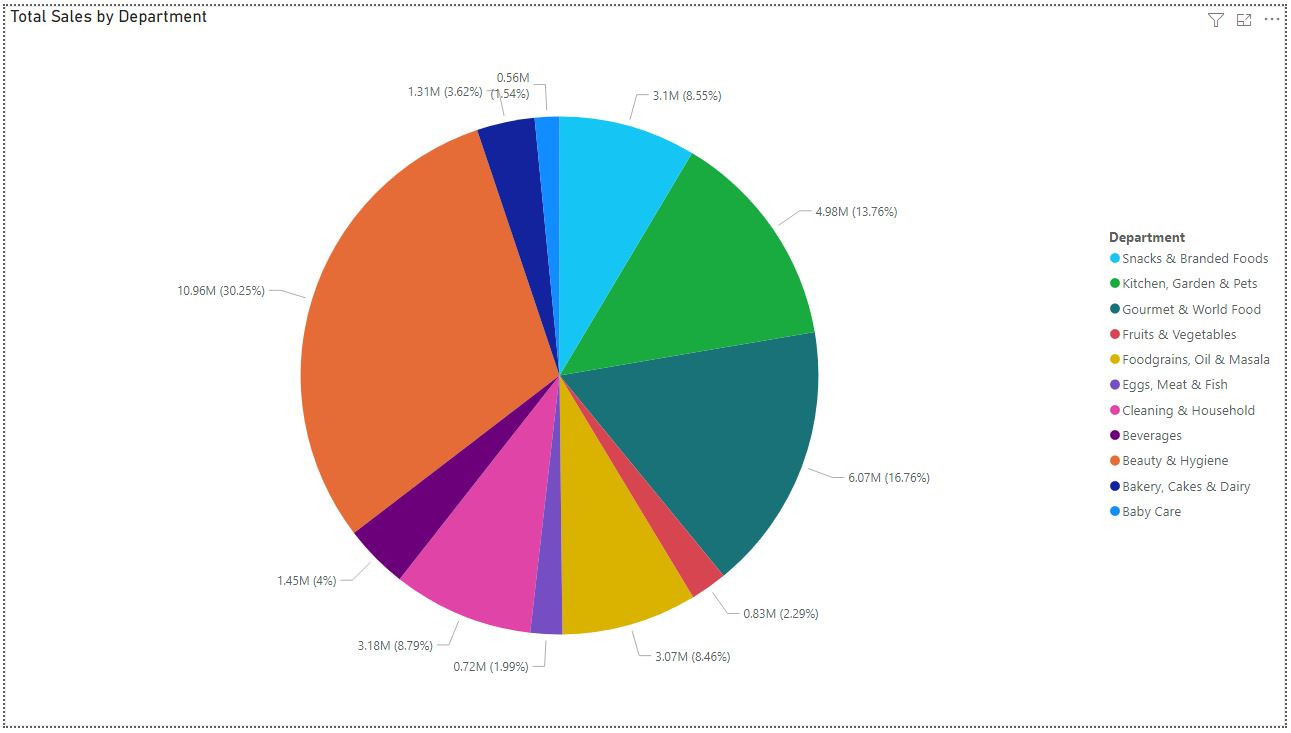 Total Sales by Department
0.56M
(1.54%)
1.31M (3.62%)
3.1M (8.55%)
4.98M (13.76%)
10.96M (30.25%)
6.07M (16.76%)
1.45M (4%)
0.83M (2.29%)
3.18M (8.79%)
3.07M (8.46%)
0.72M (1.99%)
Department
Snacks & Branded Foods
Kitchen, Garden & Pets
Gourmet & World Food
Fruits & Vegetables
Foodgrains, Oil & Masala
Eggs, Meat & Fish
Cleaning & Household
Beverages
Beauty & Hygiene
Bakery, Cakes & Dairy
Baby Care